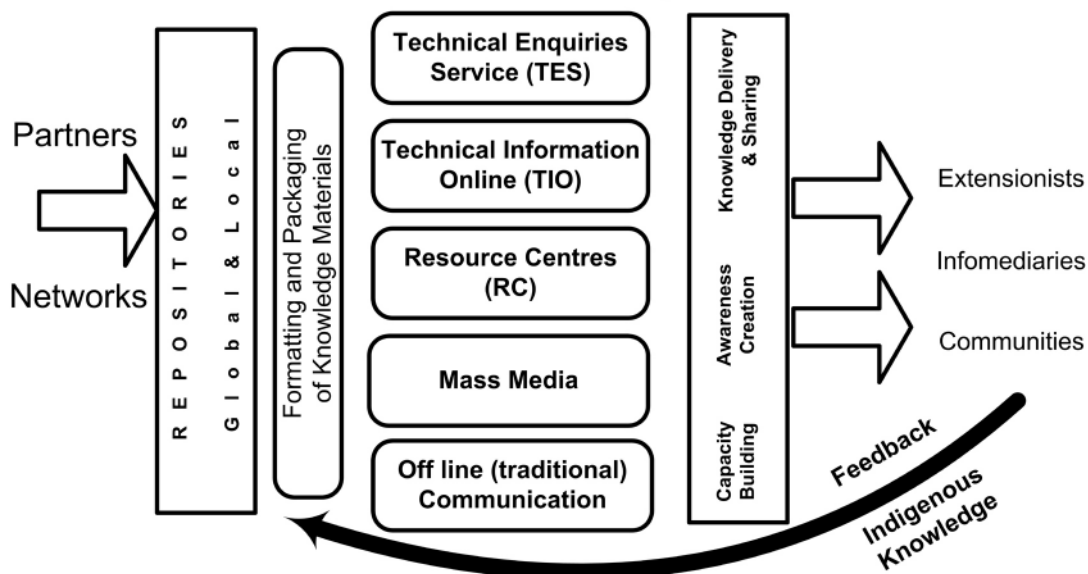 Partners
Networks
REPOSITORIES
Global & Local
Formatting and Packaging
of Knowledge Materials
Technical Enquiries
Service (TES)
Technical Information
Online (TIO)
Resource Centres
(RC)
Mass Media
Off line (traditional)
Communication
Knowledge Delivery
& Sharing
Awareness
Creation
Capacity
Building
Extensionists
Infomediaries
Communities
Feedback
Indigenous
Knowledge